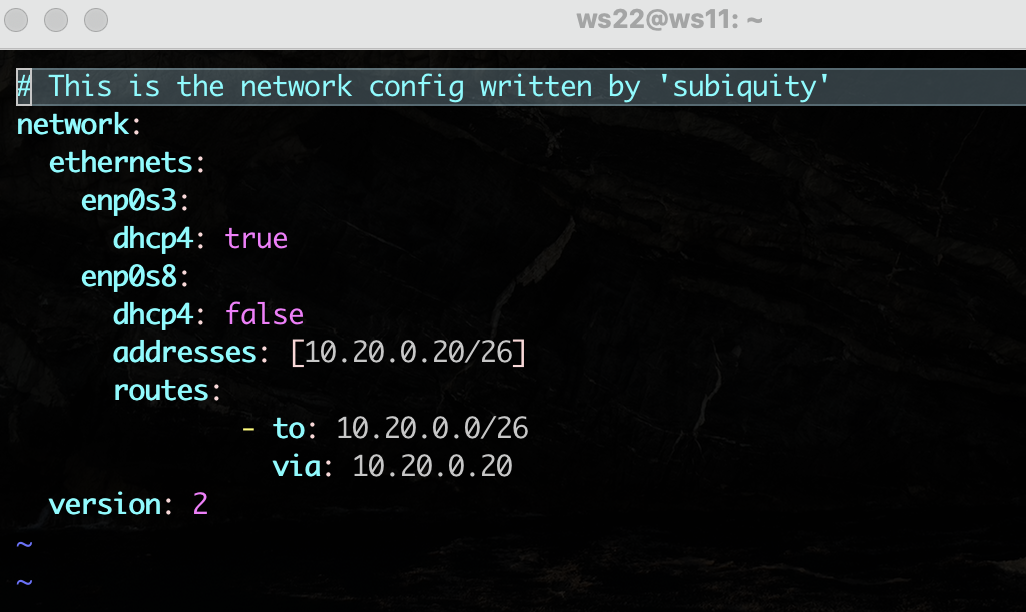 ws22@ws11: ~
# This is the network config written by 'subiquity'
network:
  ethernets:
    enp0s3:
      dhcp4: true
    enp0s8:
      dhcp4: false
      addresses: [10.20.0.20/26]
      routes:
              - to: 10.20.0.0/26
                via: 10.20.0.20
  version: 2
~
~